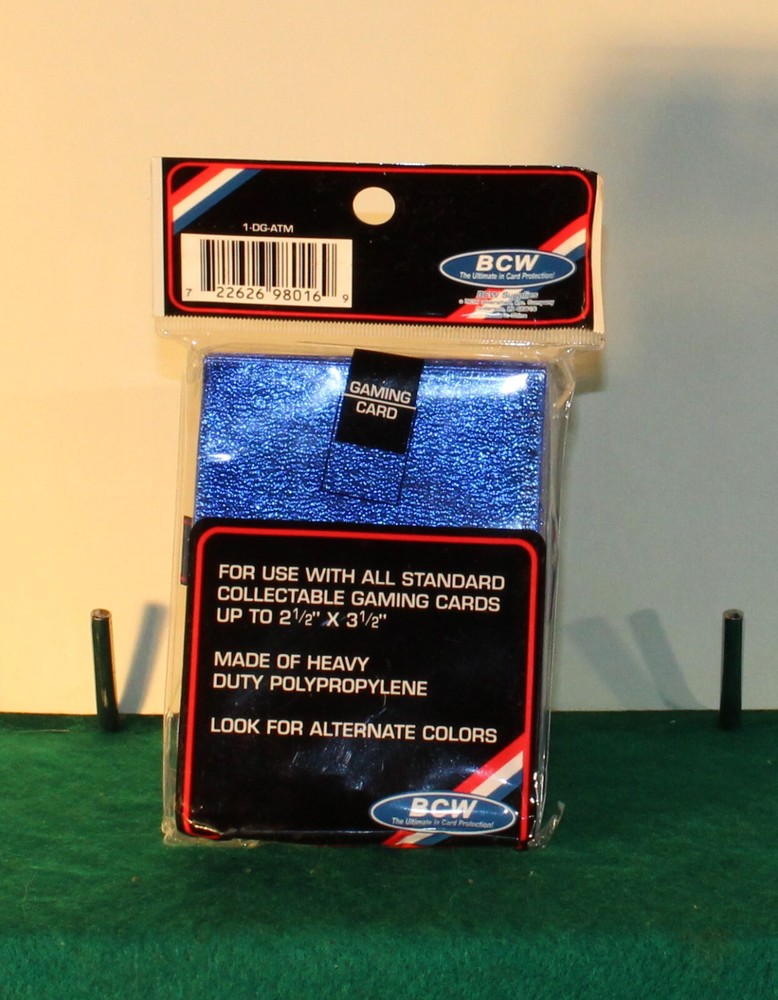 1-DG-ATM
7 22626 98016 9
BCW
The Ultimate in Card Protection!
BCW Supplies
GAMING
CARD
FOR USE WITH ALL STANDARD
COLLECTABLE GAMING CARDS
UP TO 2 1/2" X 3 1/2"
MADE OF HEAVY
DUTY POLYPROPYLENE
LOOK FOR ALTERNATE COLORS
BCW
The Ultimate in Card Protection!